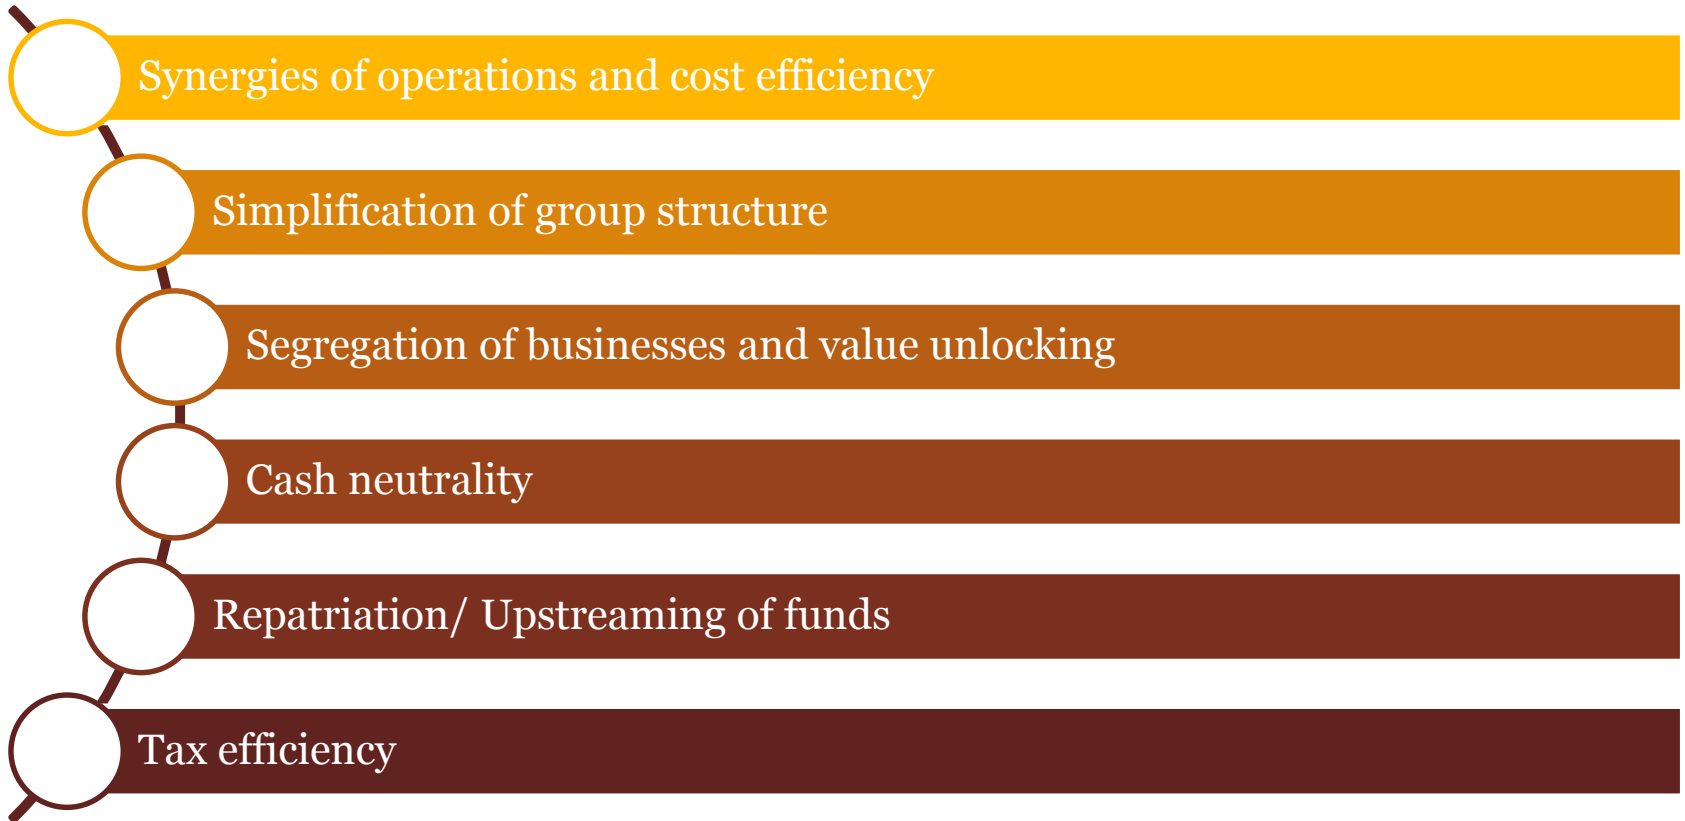 Synergies of operations and cost efficiency
Simplification of group structure
Segregation of businesses and value unlocking
Cash neutrality
Repatriation/ Upstreaming of funds
Tax efficiency